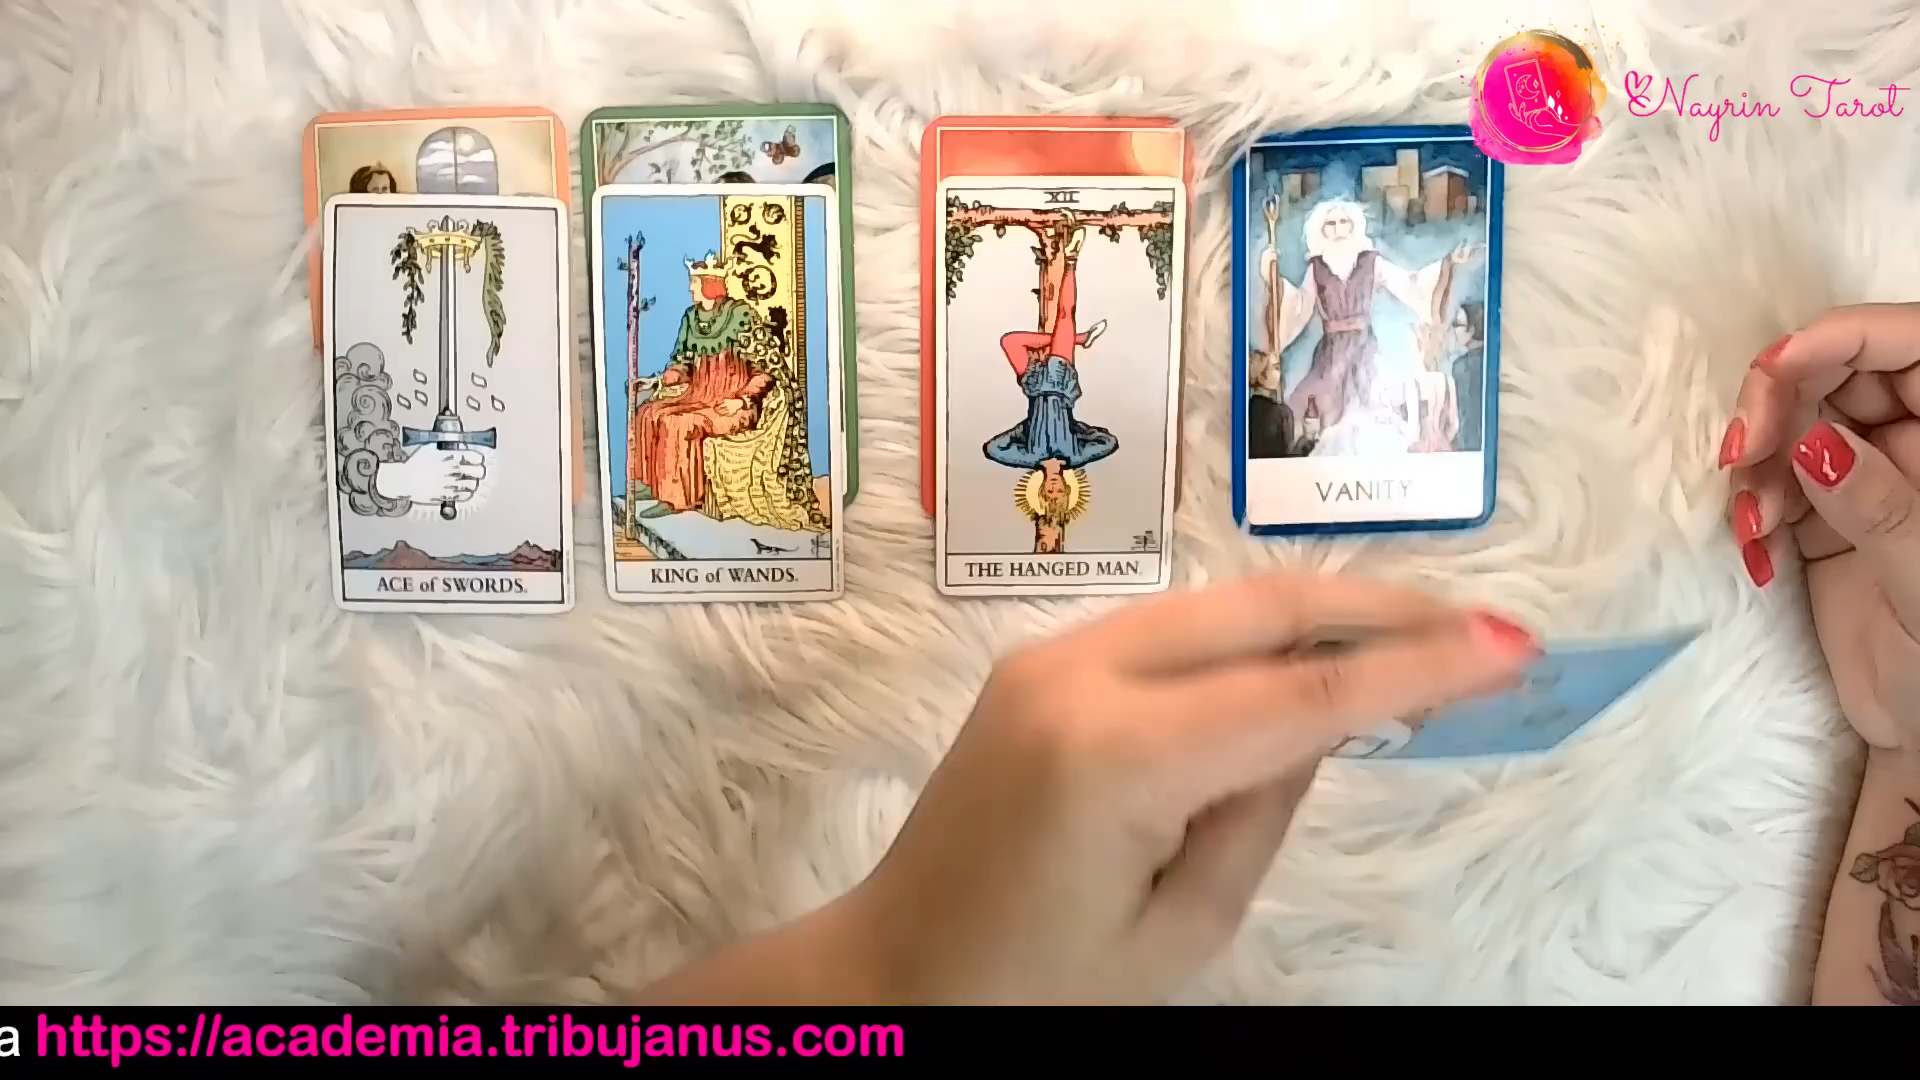 Nayrin Tarot
XII
ACE of SWORDS.
KING of WANDS.
THE HANGED MAN.
VANITY
a https://academia.tribujanus.com